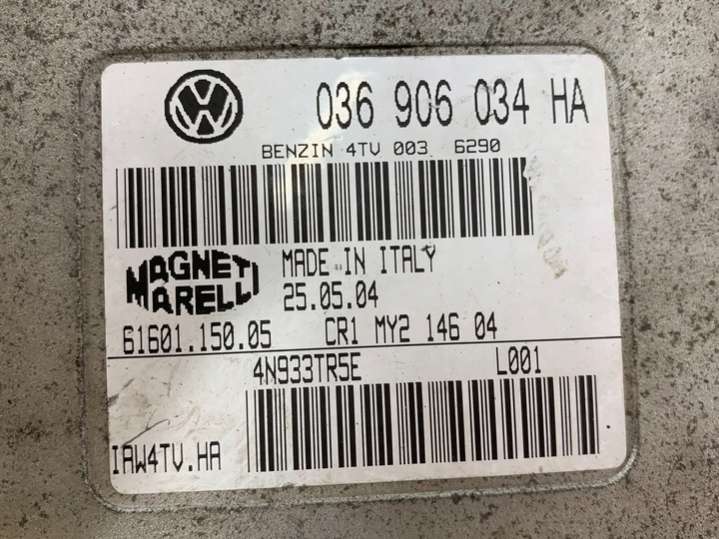 036 906 034 HA
BENZIN 4TV 003 6290
MAGNETI MARELLI
MADE IN ITALY
25.05.04
61601.150.05 CR1 MY2 146 04
4N933TR5E L001
IAW4TV.HA